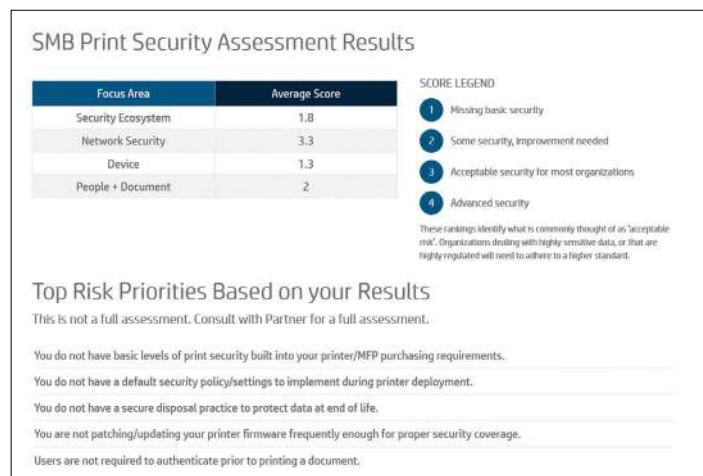 SMB Print Security Assessment Results
Focus Area Average Score
Security Ecosystem 1.8
Network Security 3.3
Device 1.3
People + Document 2
SCORE LEGEND
1 Missing basic security
2 Some security, improvement needed
3 Acceptable security for most organizations
4 Advanced security
These rankings identify what is commonly thought of as "acceptable
risk". Organizations dealing with highly sensitive data, or that are
highly regulated will need to adhere to a higher standard.
Top Risk Priorities Based on your Results
This is not a full assessment. Consult with Partner for a full assessment.
You do not have basic levels of print security built into your printer/MFP purchasing requirements.
You do not have a default security policy/settings to implement during printer deployment.
You do not have a secure disposal practice to protect data at end of life.
You are not patching/updating your printer firmware frequently enough for proper security coverage.
Users are not required to authenticate prior to printing a document.